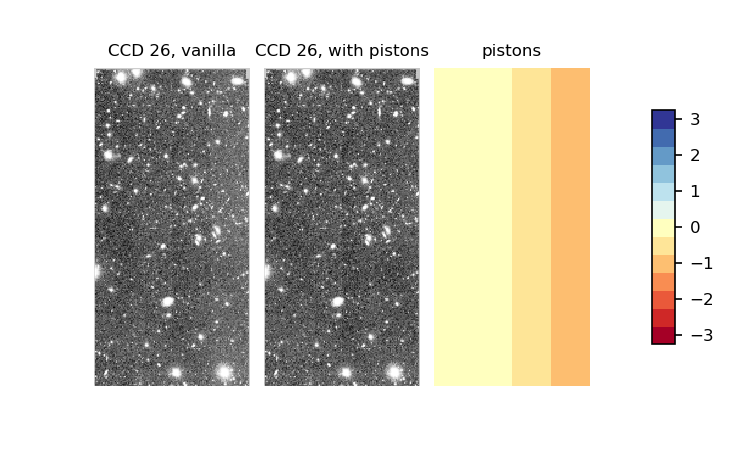 CCD 26, vanilla
CCD 26, with pistons
pistons
3
2
1
0
−1
−2
−3